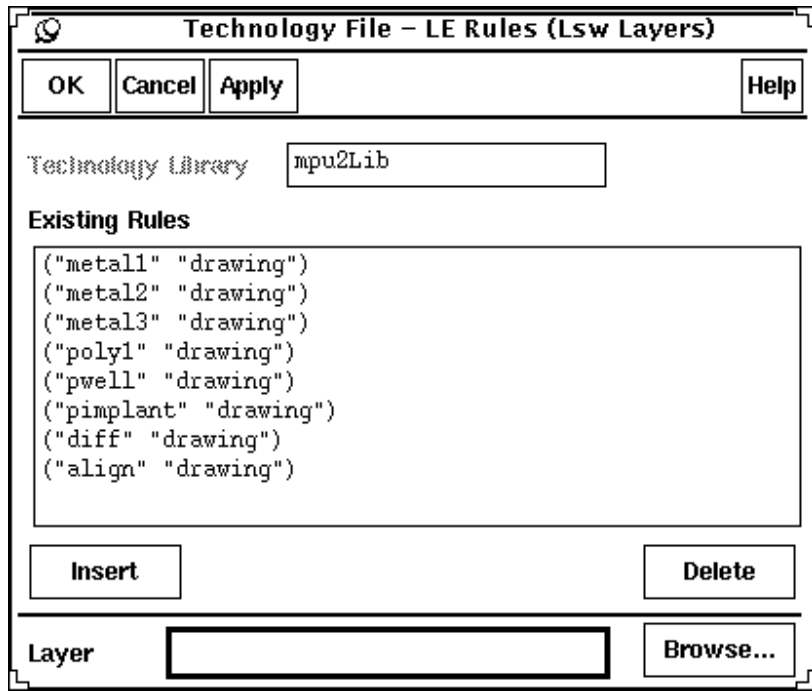 Technology File – LE Rules (Lsw Layers)
OK Cancel Apply Help
Technology Library mpu2Lib
Existing Rules
("metal1" "drawing")
("metal2" "drawing")
("metal3" "drawing")
("poly1" "drawing")
("pwell" "drawing")
("pimplant" "drawing")
("diff" "drawing")
("align" "drawing")
Insert Delete
Layer Browse...